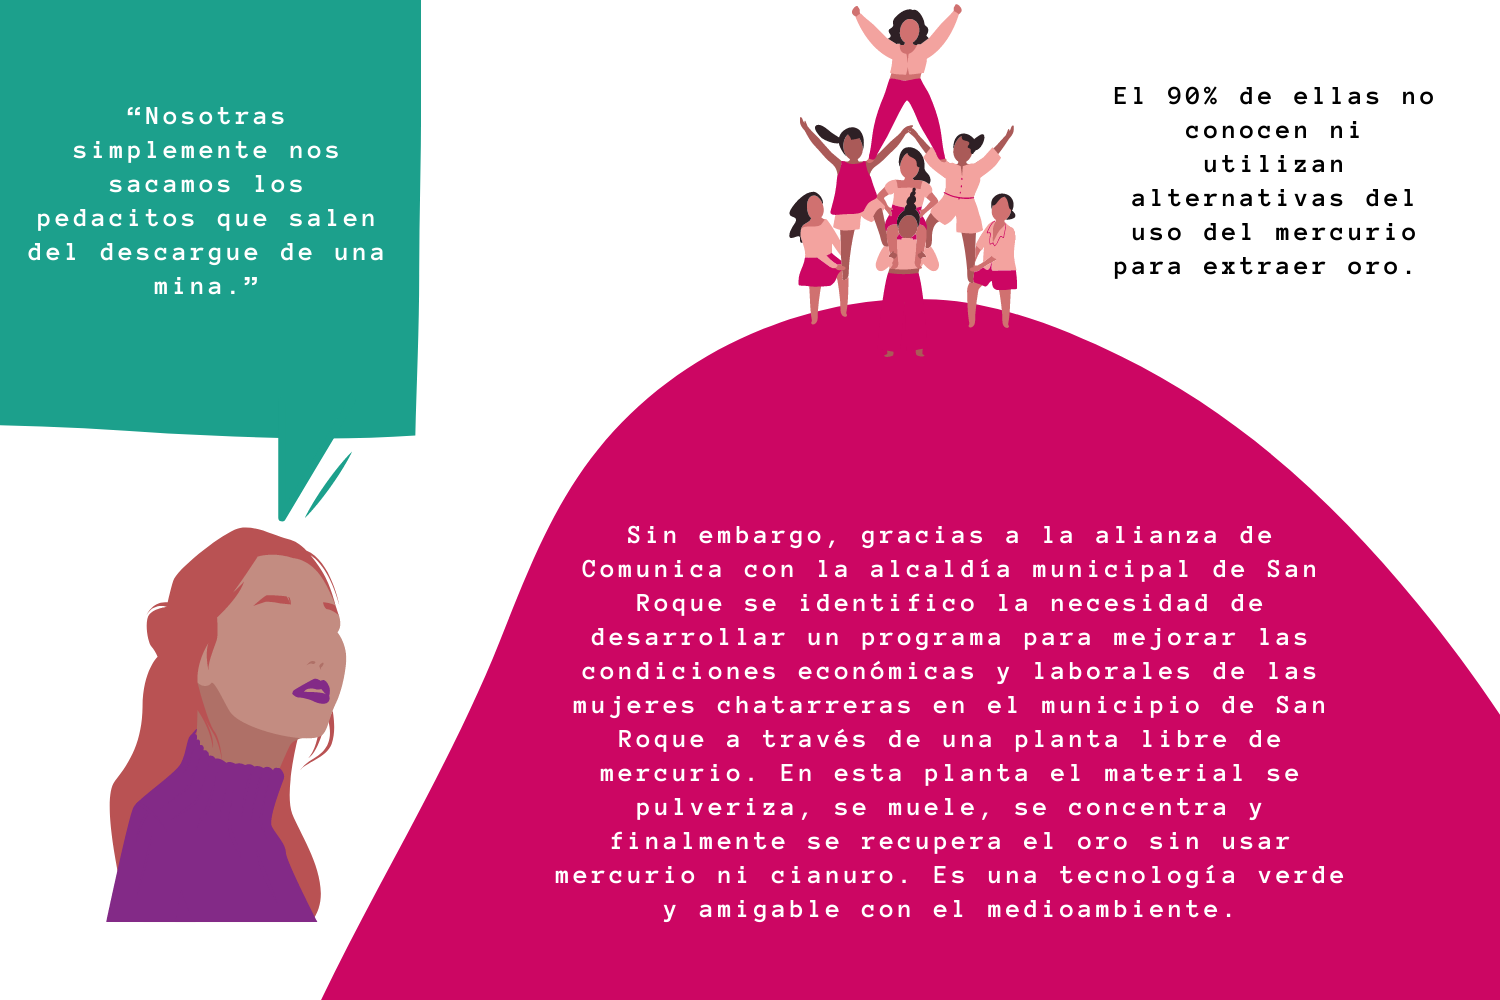 “Nosotras
simplemente nos
sacamos los
pedacitos que salen
del descargue de una
mina.”
El 90% de ellas no
conocen ni
utilizan
alternativas del
uso del mercurio
para extraer oro.
Sin embargo, gracias a la alianza de
Comunica con la alcaldía municipal de San
Roque se identifico la necesidad de
desarrollar un programa para mejorar las
condiciones económicas y laborales de las
mujeres chatarreras en el municipio de San
Roque a través de una planta libre de
mercurio. En esta planta el material se
pulveriza, se muele, se concentra y
finalmente se recupera el oro sin usar
mercurio ni cianuro. Es una tecnología verde
y amigable con el medioambiente.